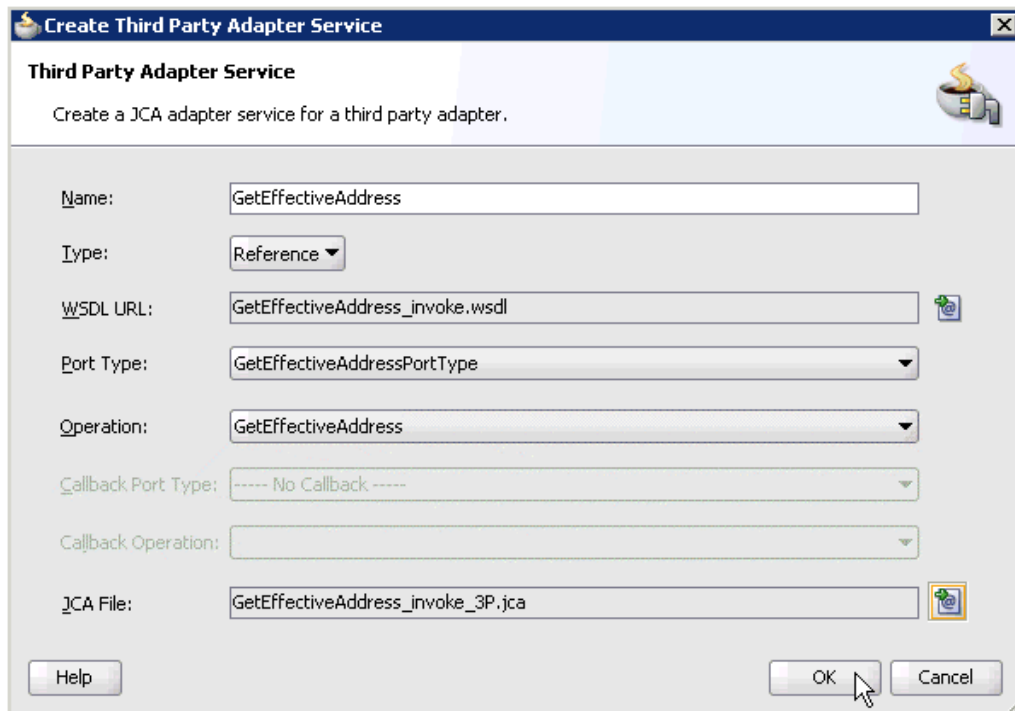 Create Third Party Adapter Service
Third Party Adapter Service
Create a JCA adapter service for a third party adapter.
Name: GetEffectiveAddress
Type: Reference
WSDL URL: GetEffectiveAddress_invoke.wsdl
Port Type: GetEffectiveAddressPortType
Operation: GetEffectiveAddress
Callback Port Type: ----- No Callback -----
Callback Operation:
JCA File: GetEffectiveAddress_invoke_3P.jca
Help OK Cancel